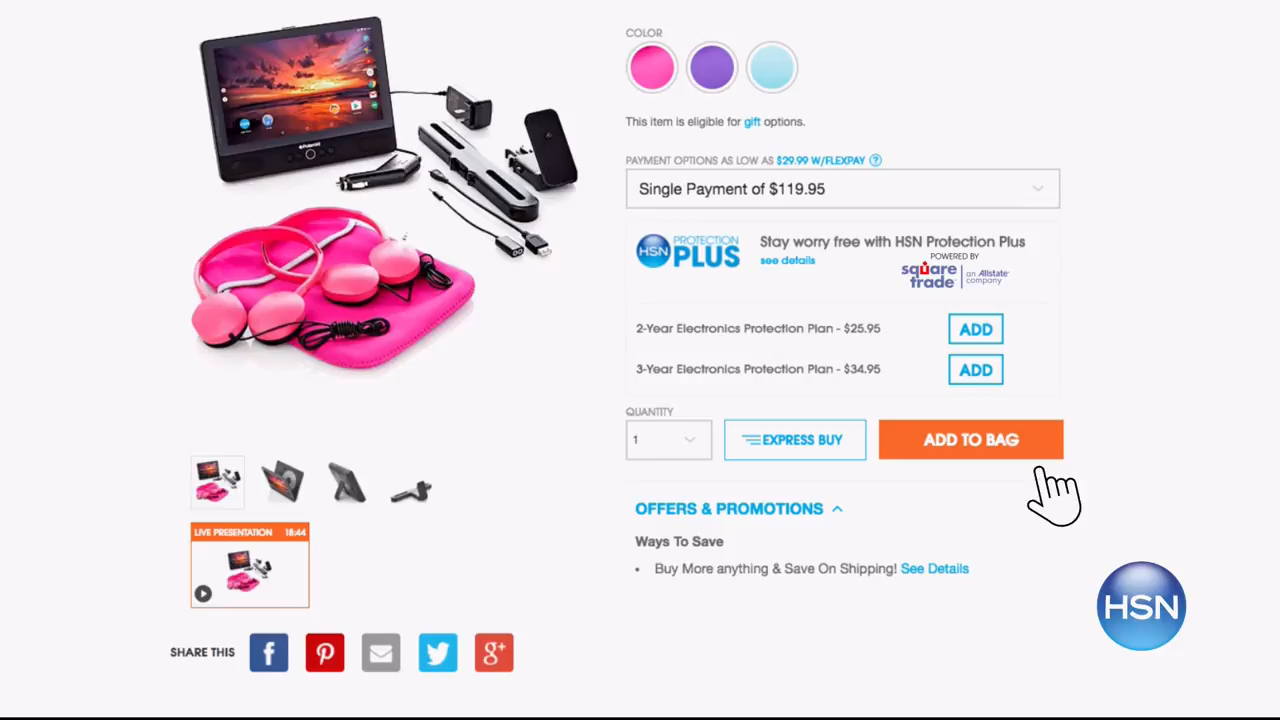 COLOR
This item is eligible for gift options.
PAYMENT OPTIONS AS LOW AS $29.99 W/FLEXPAY ?
Single Payment of $119.95
HSN PROTECTION PLUS
Stay worry free with HSN Protection Plus
see details
POWERED BY
square trade
an Allstate company
2-Year Electronics Protection Plan - $25.95
ADD
3-Year Electronics Protection Plan - $34.95
ADD
QUANTITY
1
EXPRESS BUY
ADD TO BAG
OFFERS & PROMOTIONS
Ways To Save
• Buy More anything & Save On Shipping! See Details
Polaroid
LIVE PRESENTATION 18:44
SHARE THIS
f
g+
HSN